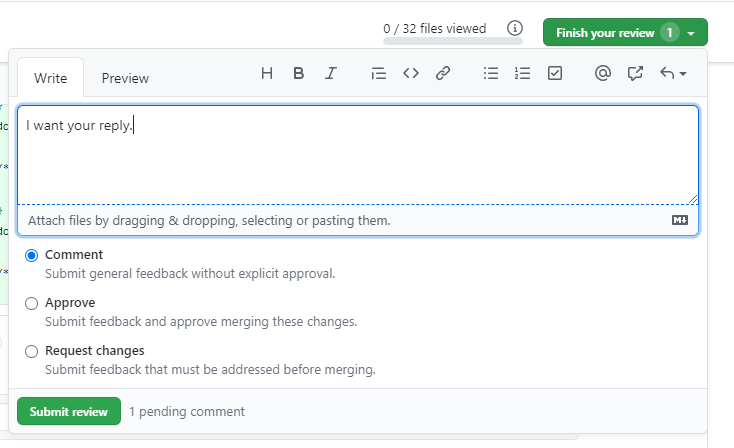 0 / 32 files viewed
Finish your review 1
Write Preview
I want your reply.
Attach files by dragging & dropping, selecting or pasting them.
Comment
Submit general feedback without explicit approval.
Approve
Submit feedback and approve merging these changes.
Request changes
Submit feedback that must be addressed before merging.
Submit review 1 pending comment